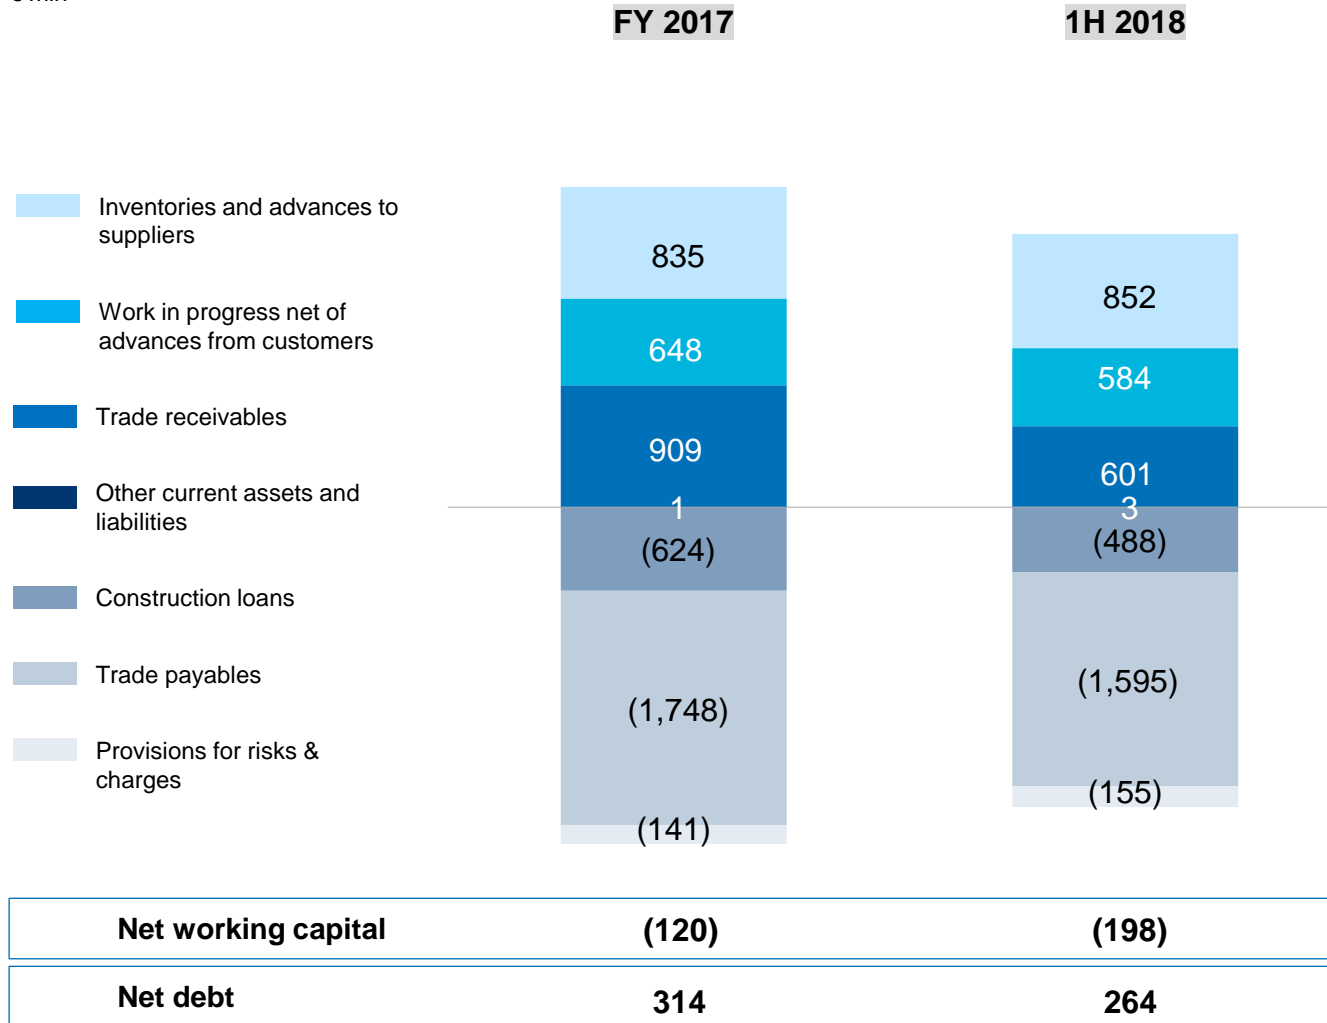 FY 2017 1H 2018
Inventories and advances to
suppliers
835
852
Work in progress net of
advances from customers
648
584
Trade receivables
909
601
Other current assets and
liabilities
1
3
(624)
(488)
Construction loans
Trade payables
(1,748)
(1,595)
Provisions for risks &
charges
(141)
(155)
Net working capital (120) (198)
Net debt 314 264